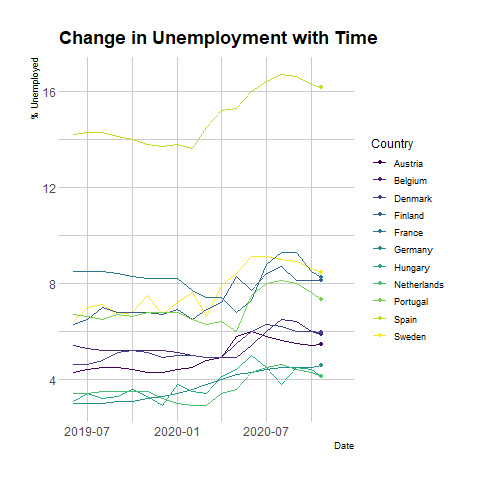 Change in Unemployment with Time
% Unemployed
16
12
8
4
2019-07 2020-01 2020-07
Date
Country
Austria
Belgium
Denmark
Finland
France
Germany
Hungary
Netherlands
Portugal
Spain
Sweden